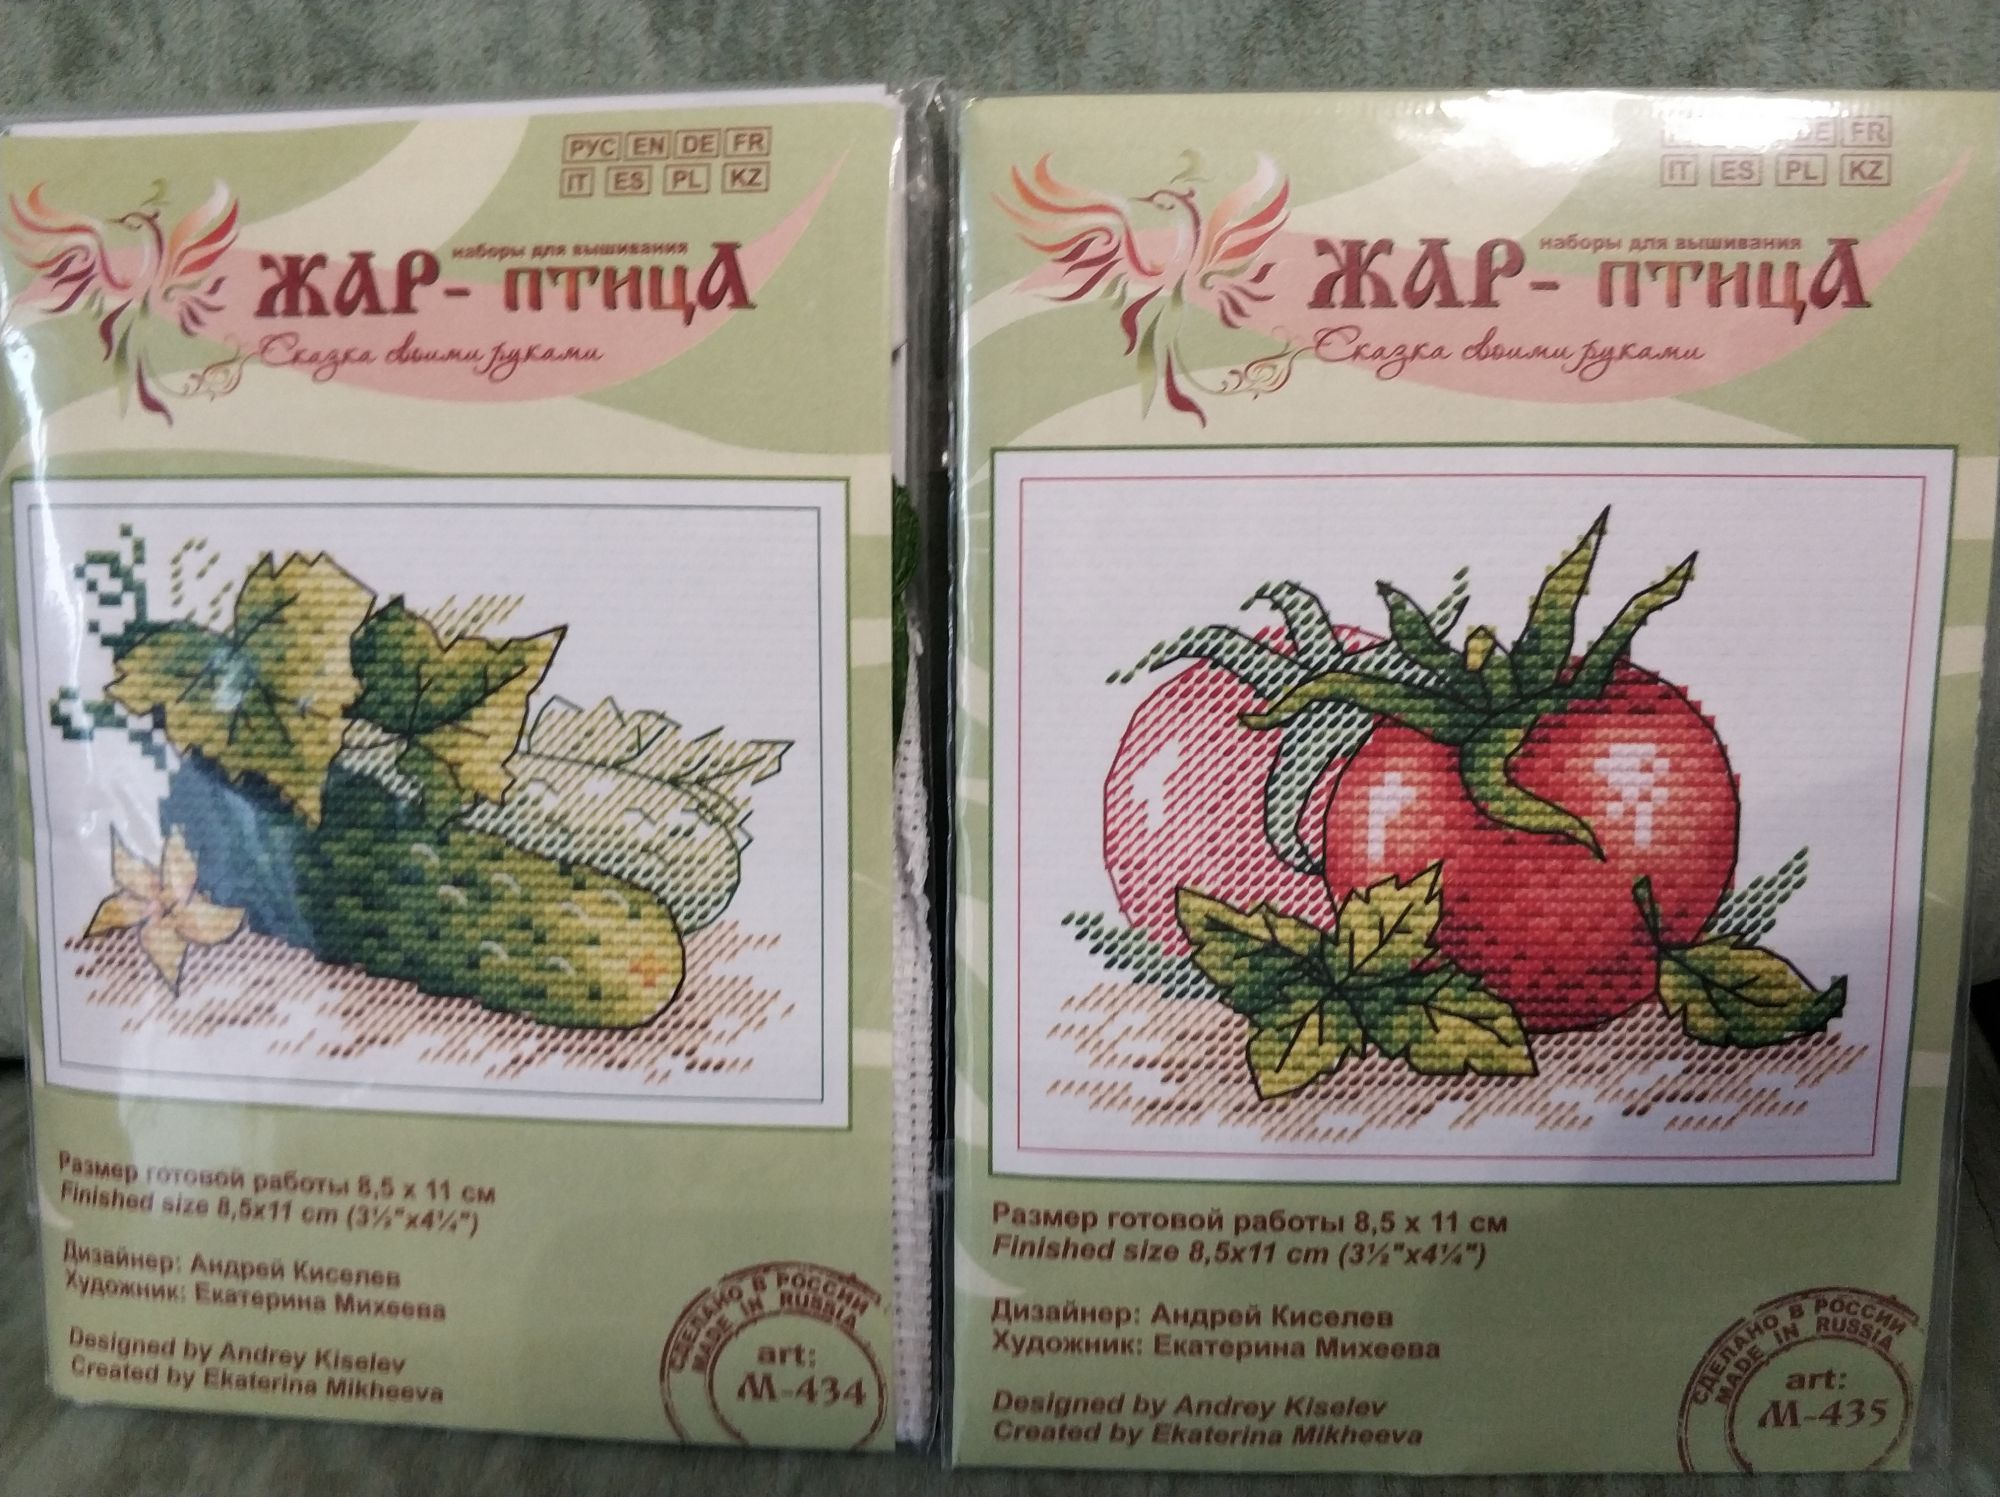 РУС EN DE FR
IT ES PL KZ
наборы для вышивания
ЖАР-ПТИЦА
Сказка своими руками
Размер готовой работы 8,5 х 11 см
Finished size 8,5x11 cm (3½"x4¼")
Дизайнер: Андрей Киселев
Художник: Екатерина Михеева
Designed by Andrey Kiselev
Created by Ekaterina Mikheeva
СДЕЛАНО В РОССИИ
MADE IN RUSSIA
art:
М-434
DE FR
IT ES PL KZ
наборы для вышивания
ЖАР-ПТИЦА
Сказка своими руками
Размер готовой работы 8,5 х 11 см
Finished size 8,5x11 cm (3½"x4¼")
Дизайнер: Андрей Киселев
Художник: Екатерина Михеева
Designed by Andrey Kiselev
Created by Ekaterina Mikheeva
СДЕЛАНО В РОССИИ
MADE IN RUSSIA
art:
М-435